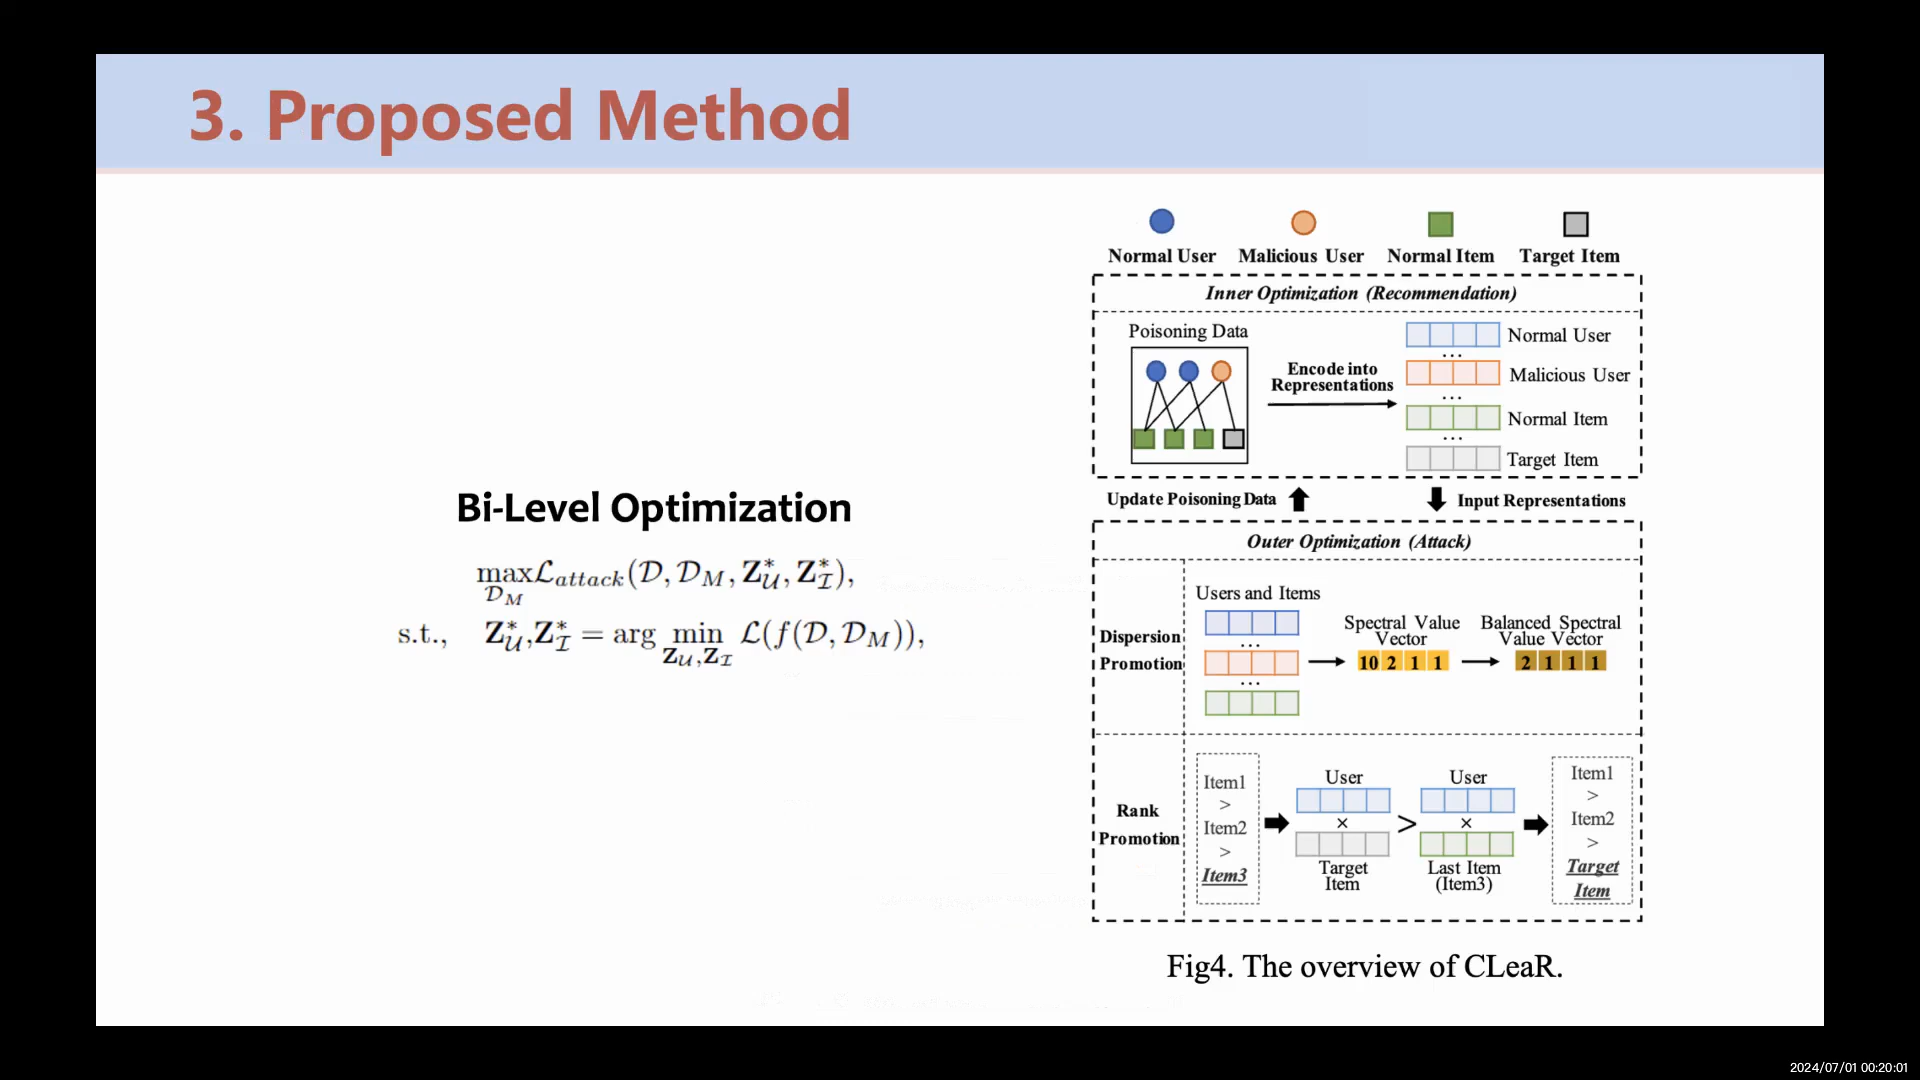 3. Proposed Method
Bi-Level Optimization
max L_attack(D, D_M, Z*_U, Z*_I),
D_M
s.t., Z*_U, Z*_I = arg min L(f(D, D_M)),
Z_U, Z_I
Normal User Malicious User Normal Item Target Item
Inner Optimization (Recommendation)
Poisoning Data
Encode into
Representations
Normal User
...
Malicious User
...
Normal Item
...
Target Item
Update Poisoning Data
Input Representations
Outer Optimization (Attack)
Dispersion
Promotion
Users and Items
...
...
Spectral Value
Vector
10 2 1 1
Balanced Spectral
Value Vector
2 1 1 1
Rank
Promotion
Item1
>
Item2
>
Item3
User
×
Target
Item
>
User
×
Last Item
(Item3)
Item1
>
Item2
>
Target
Item
Fig4. The overview of CLeaR.
2024/07/01 00:20:01